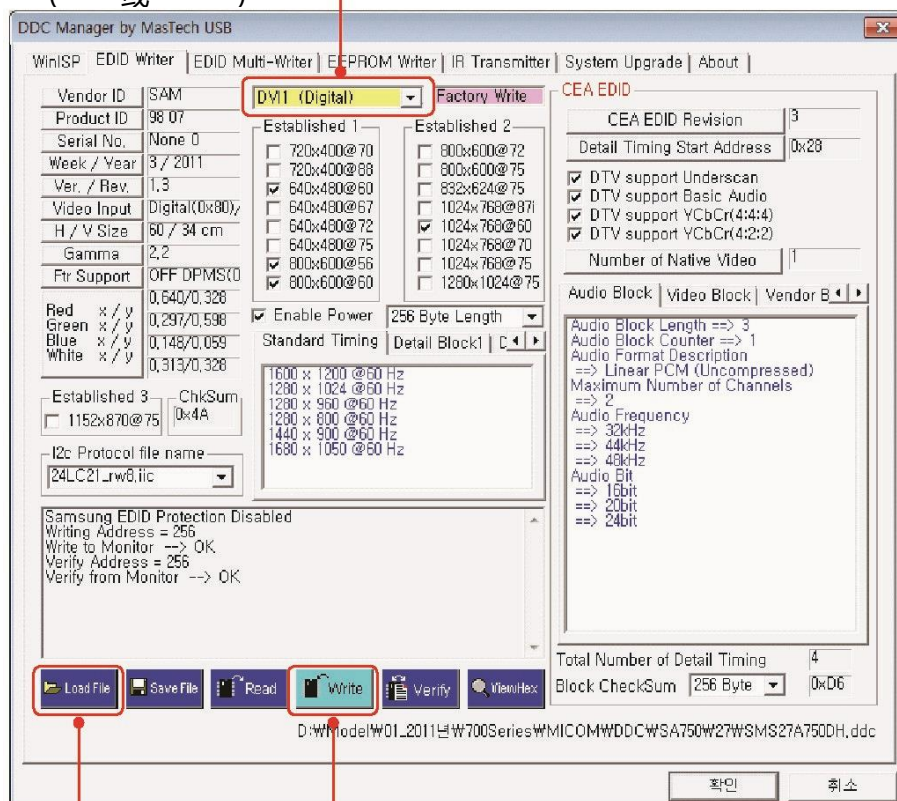 或
DDC Manager by MasTech USB
WinISP EDID Writer EDID Multi-Writer EEPROM Writer IR Transmitter System Upgrade About
Vendor ID SAM
Product ID 98 07
Serial No, None 0
Week / Year 3 / 2011
Ver, / Rev, 1,3
Video Input Digital(0x80),
H / V Size 60 / 34 cm
Gamma 2,2
Ftr Support OFF DPMS(0
Red x / y 0,640/0,328
Green x / y 0,297/0,598
Blue x / y 0,148/0,059
White x / y 0,313/0,328
Established 3
1152x870@75
ChkSum
0x4A
I2c Protocol file name
24LC21_rw8,iic
DVI1 (Digital)
Factory Write
Established 1
720x400@70
720x400@88
640x480@60
640x480@67
640x480@72
640x480@75
800x600@56
800x600@60
Established 2
800x600@72
800x600@75
832x624@75
1024x768@87i
1024x768@60
1024x768@70
1024x768@75
1280x1024@75
Enable Power 256 Byte Length
Standard Timing Detail Block1
1600 x 1200 @60 Hz
1280 x 1024 @60 Hz
1280 x 960 @60 Hz
1280 x 800 @60 Hz
1440 x 900 @60 Hz
1680 x 1050 @60 Hz
CEA EDID
CEA EDID Revision 3
Detail Timing Start Address 0x28
DTV support Underscan
DTV support Basic Audio
DTV support YCbCr(4:4:4)
DTV support YCbCr(4:2:2)
Number of Native Video 1
Audio Block Video Block Vendor B
Audio Block Length ==> 3
Audio Block Counter ==> 1
Audio Format Description
==> Linear PCM (Uncompressed)
Maximum Number of Channels
==> 2
Audio Frequency
==> 32kHz
==> 44kHz
==> 48kHz
Audio Bit
==> 16bit
==> 20bit
==> 24bit
Samsung EDID Protection Disabled
Writing Address = 256
Write to Monitor --> OK
Verify Address = 256
Verify from Monitor --> OK
Load File Save File Read Write Verify ViewHex
Total Number of Detail Timing 4
Block CheckSum 256 Byte 0xD6
D:₩Model₩01_2011년₩700Series₩MICOM₩DDC₩SA750₩27₩SMS27A750DH,ddc
확인 취소